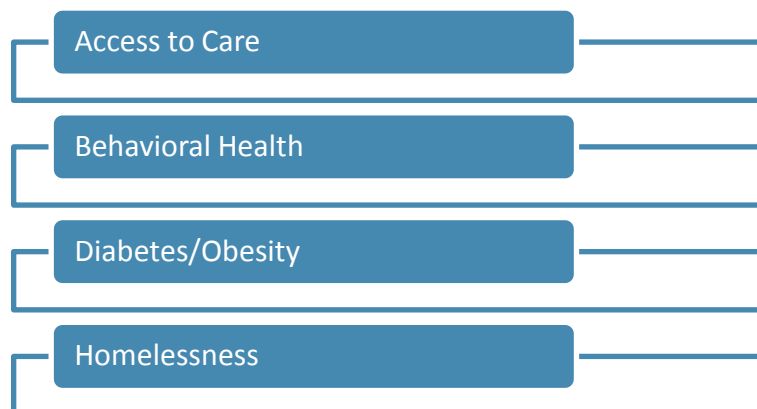 Access to Care
Behavioral Health
Diabetes/Obesity
Homelessness